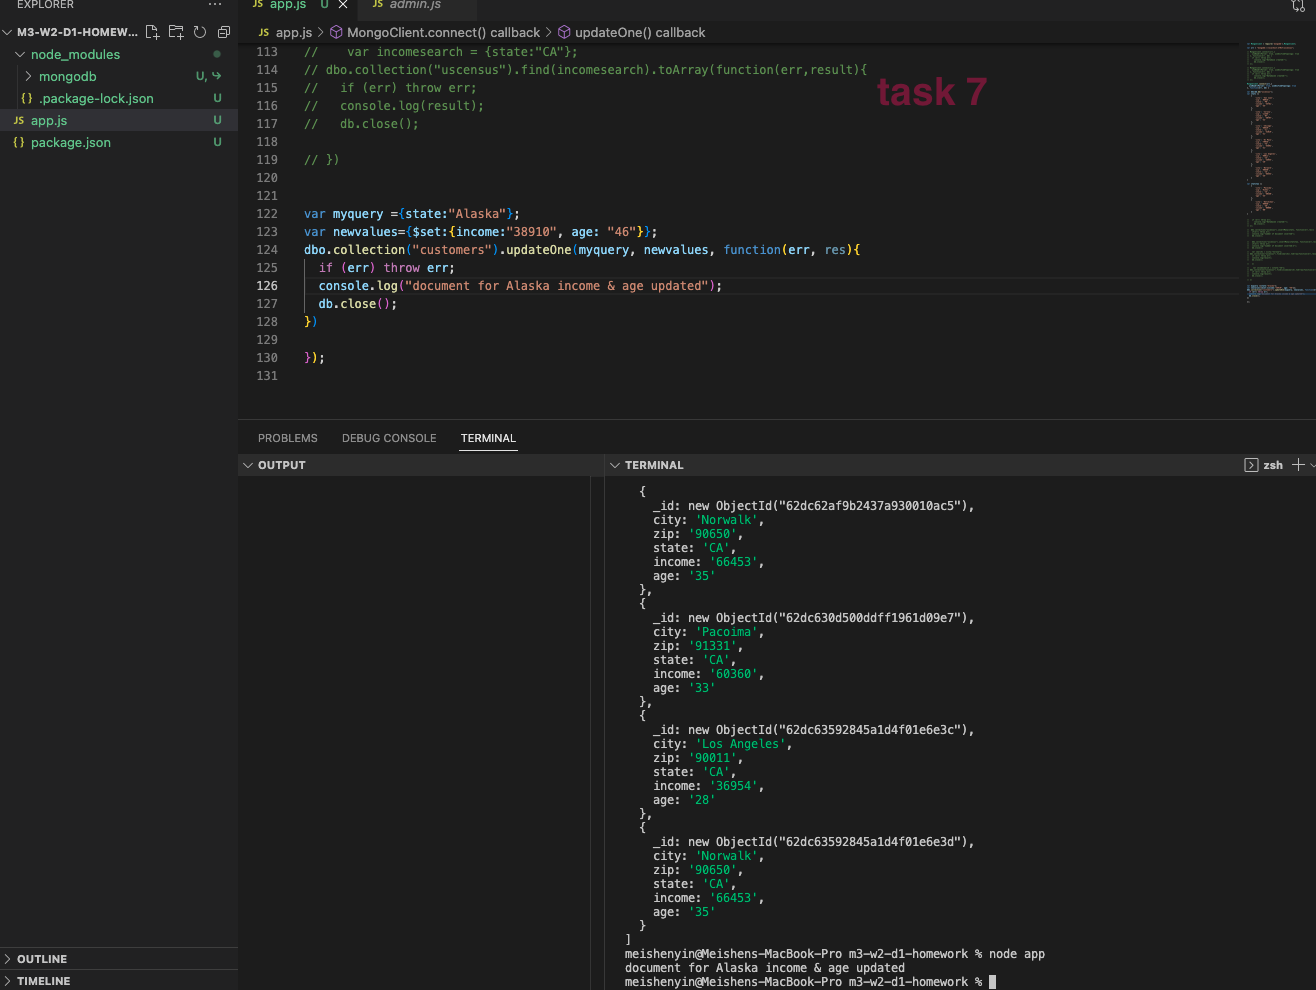 EXPLORER
M3-W2-D1-HOMEW...
node_modules
mongodb U,
{} .package-lock.json U
JS app.js U
{} package.json U
OUTLINE
TIMELINE
JS app.js U
JS admin.js
JS app.js > MongoClient.connect() callback > updateOne() callback
113 //    var incomesearch = {state:"CA"};
114 // dbo.collection("uscensus").find(incomesearch).toArray(function(err,result){
115 //   if (err) throw err;
116 //   console.log(result);
117 //   db.close();
118
119 // })
120
121
122 var myquery ={state:"Alaska"};
123 var newvalues={$set:{income:"38910", age: "46"}};
124 dbo.collection("customers").updateOne(myquery, newvalues, function(err, res){
125   if (err) throw err;
126   console.log("document for Alaska income & age updated");
127   db.close();
128 })
129
130 });
131
task 7
PROBLEMS DEBUG CONSOLE TERMINAL
OUTPUT
TERMINAL
zsh
{
_id: new ObjectId("62dc62af9b2437a930010ac5"),
city: 'Norwalk',
zip: '90650',
state: 'CA',
income: '66453',
age: '35'
},
{
_id: new ObjectId("62dc630d500ddff1961d09e7"),
city: 'Pacoima',
zip: '91331',
state: 'CA',
income: '60360',
age: '33'
},
{
_id: new ObjectId("62dc63592845a1d4f01e6e3c"),
city: 'Los Angeles',
zip: '90011',
state: 'CA',
income: '36954',
age: '28'
},
{
_id: new ObjectId("62dc63592845a1d4f01e6e3d"),
city: 'Norwalk',
zip: '90650',
state: 'CA',
income: '66453',
age: '35'
}
]
meishenyin@Meishens-MacBook-Pro m3-w2-d1-homework % node app
document for Alaska income & age updated
meishenyin@Meishens-MacBook-Pro m3-w2-d1-homework %